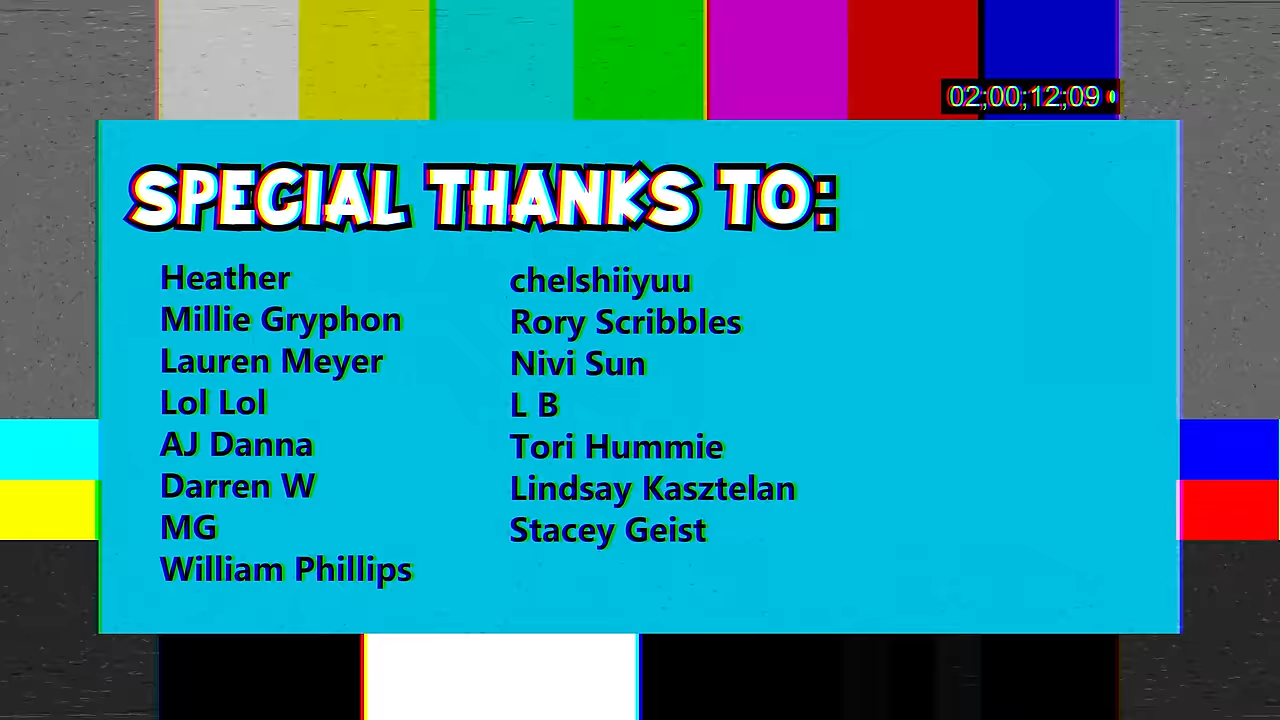 02;00;12;09
SPECIAL THANKS TO:
Heather
Millie Gryphon
Lauren Meyer
Lol Lol
AJ Danna
Darren W
MG
William Phillips
chelshiiyuu
Rory Scribbles
Nivi Sun
L B
Tori Hummie
Lindsay Kasztelan
Stacey Geist